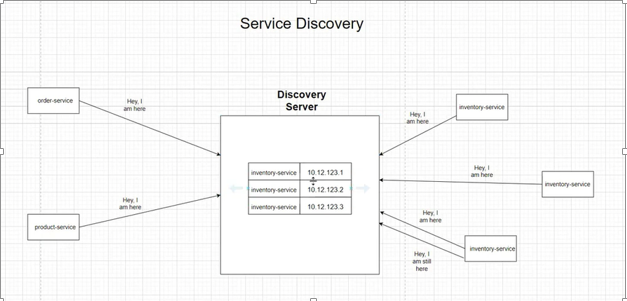 Service Discovery
Discovery
Server
order-service
Hey, I
am here
product-service
Hey, I
am here
inventory-service 10.12.123.1
inventory-service 10.12.123.2
inventory-service 10.12.123.3
Hey, I
am here
inventory-service
Hey, I
am here
inventory-service
Hey, I
am here
inventory-service
Hey, I
am still
here